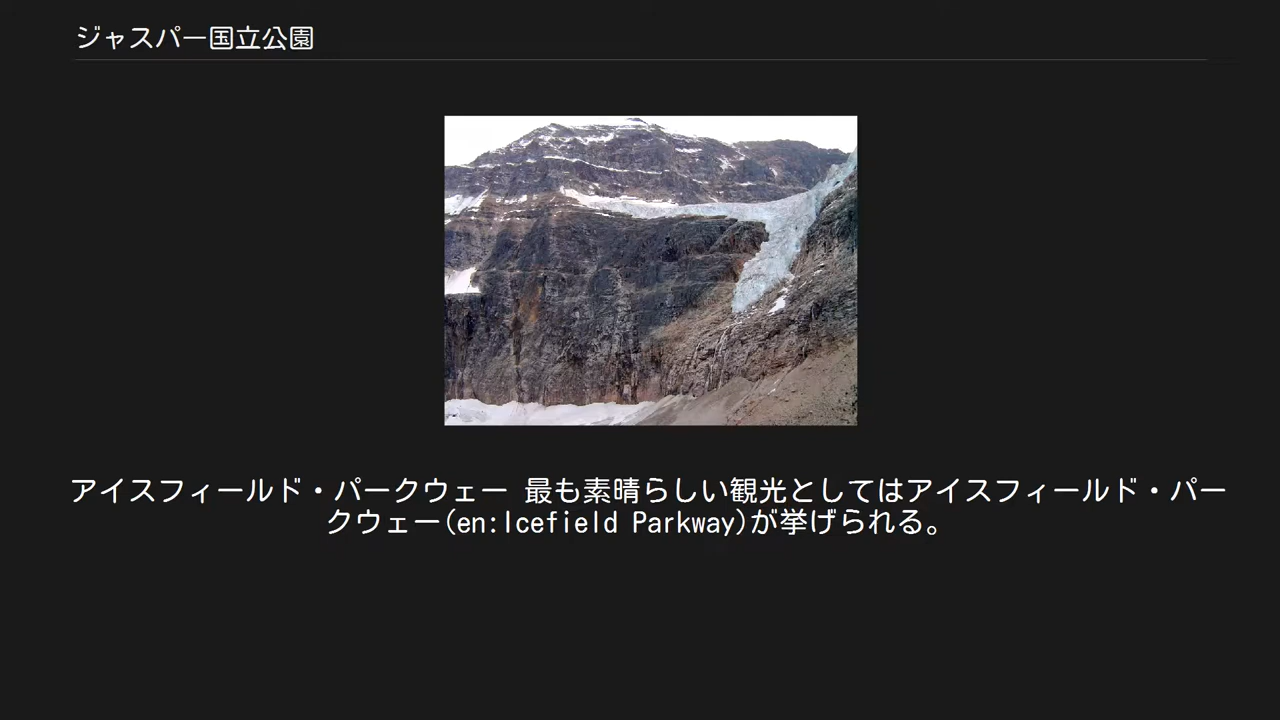 ジャスパー国立公園
アイスフィールド・パークウェー 最も素晴らしい観光としてはアイスフィールド・パー
クウェー(en:Icefield Parkway)が挙げられる。